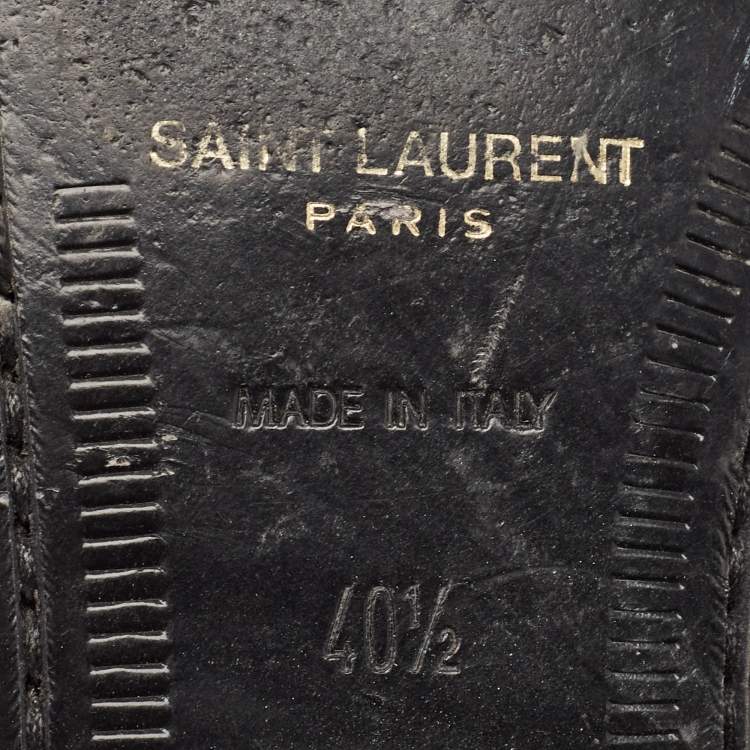 SAINT LAURENT
PARIS
MADE IN ITALY
40½